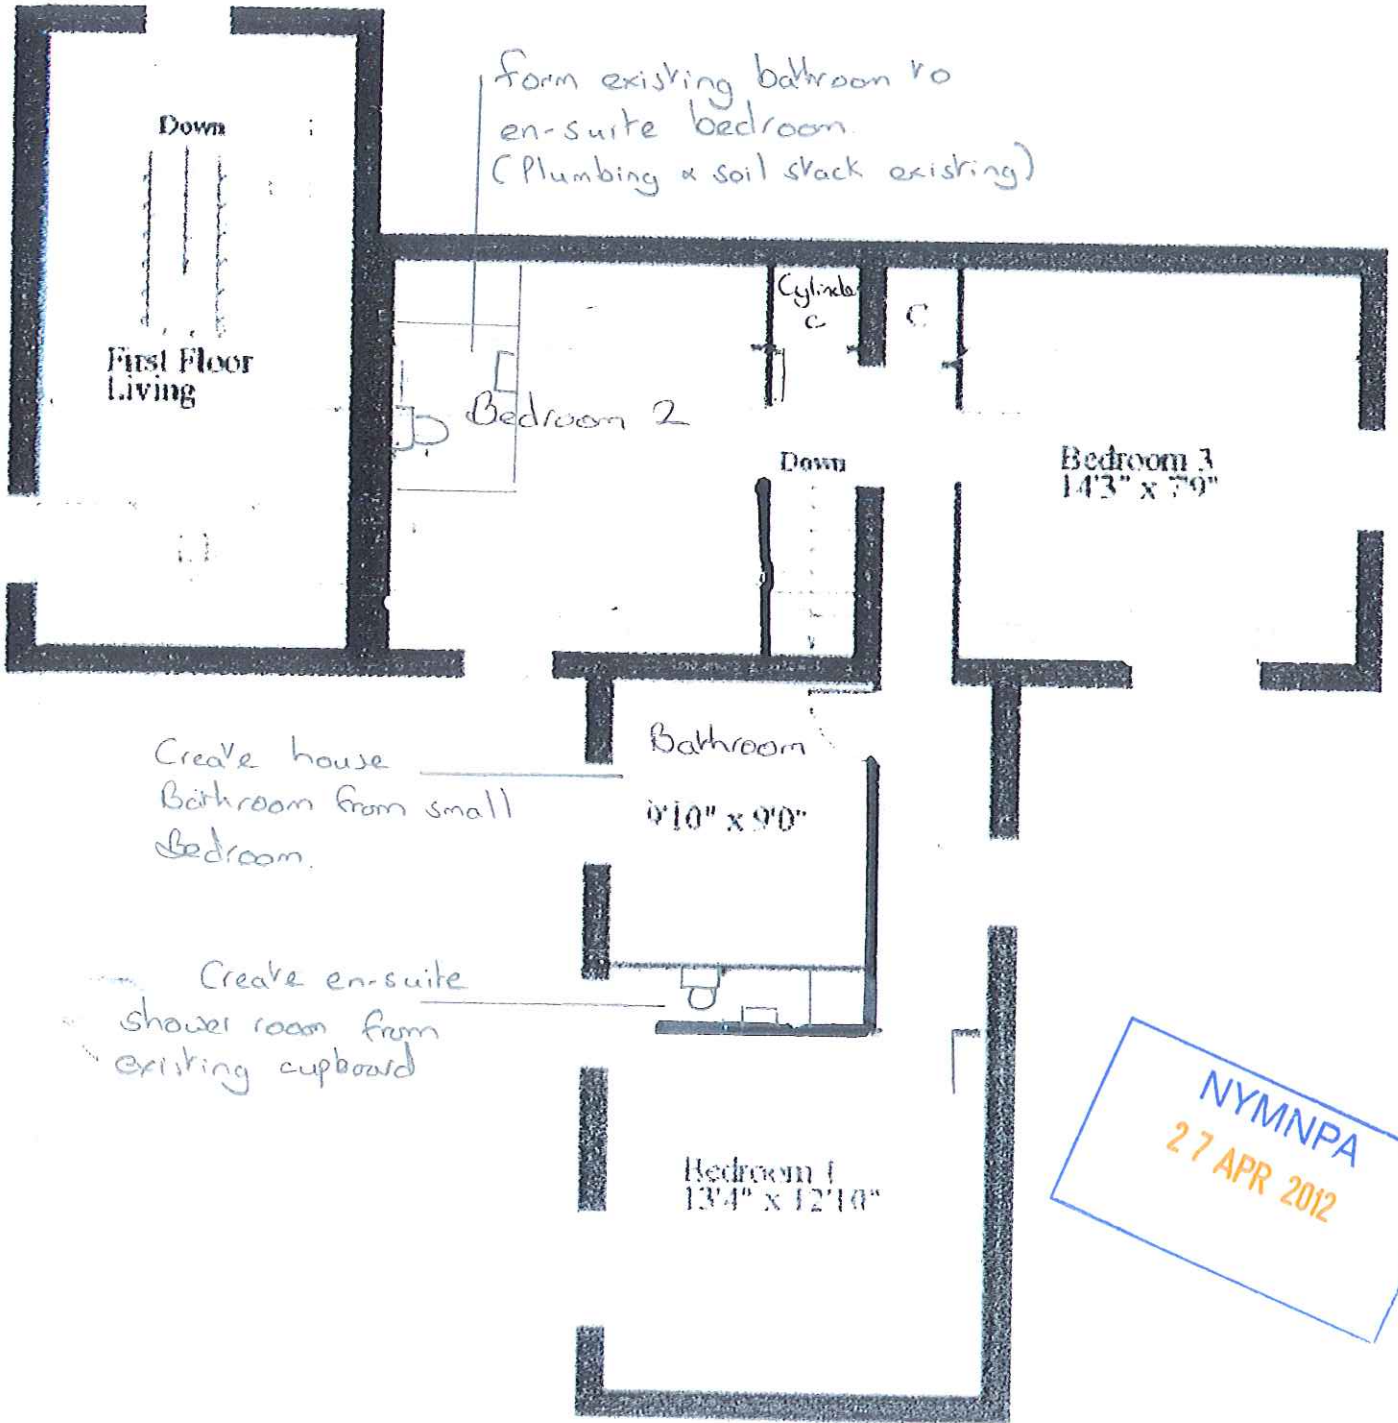 form existing bathroom to
en-suite bedroom.
(Plumbing & soil stack existing)
Down
First Floor
Living
Cylinder
C
C
Bedroom 2
Down
Bedroom 3
14'3" x 7'9"
Create house
Bathroom from small
Bedroom.
Bathroom
9'10" x 9'0"
Create en-suite
shower room from
existing cupboard
Bedroom 1
13'4" x 12'10"
NYMNPA
27 APR 2012